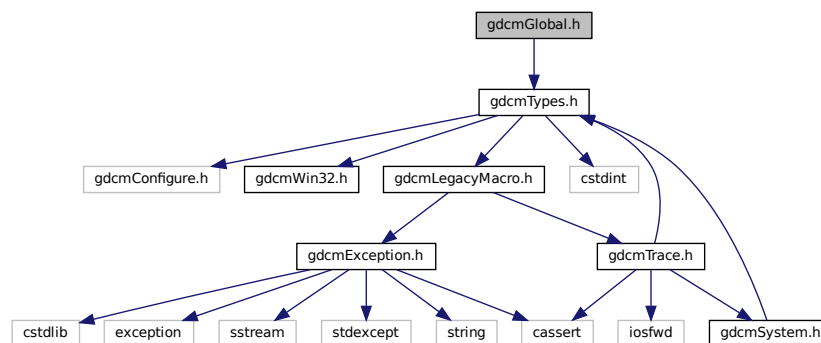 gdcmGlobal.h
gdcmTypes.h
gdcmConfigure.h
gdcmWin32.h
gdcmLegacyMacro.h
cstdint
gdcmException.h
gdcmTrace.h
cstdlib
exception
sstream
stdexcept
string
cassert
iosfwd
gdcmSystem.h